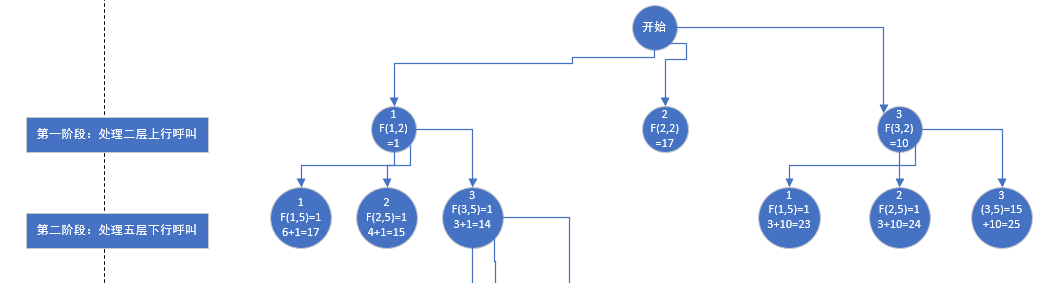 开始
第一阶段：处理二层上行呼叫
1
F(1,2)
=1
2
F(2,2)
=17
3
F(3,2)
=10
第二阶段：处理五层下行呼叫
1
F(1,5)=1
6+1=17
2
F(2,5)=1
4+1=15
3
F(3,5)=1
3+1=14
1
F(1,5)=1
3+10=23
2
F(2,5)=1
3+10=24
3
(3,5)=15
+10=25